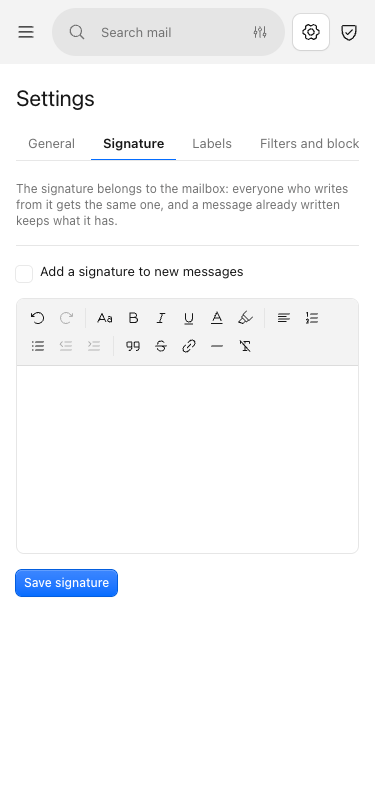 Search mail
Settings
General Signature Labels Filters and block
The signature belongs to the mailbox: everyone who writes
from it gets the same one, and a message already written
keeps what it has.
Add a signature to new messages
Aa B I U A
Save signature